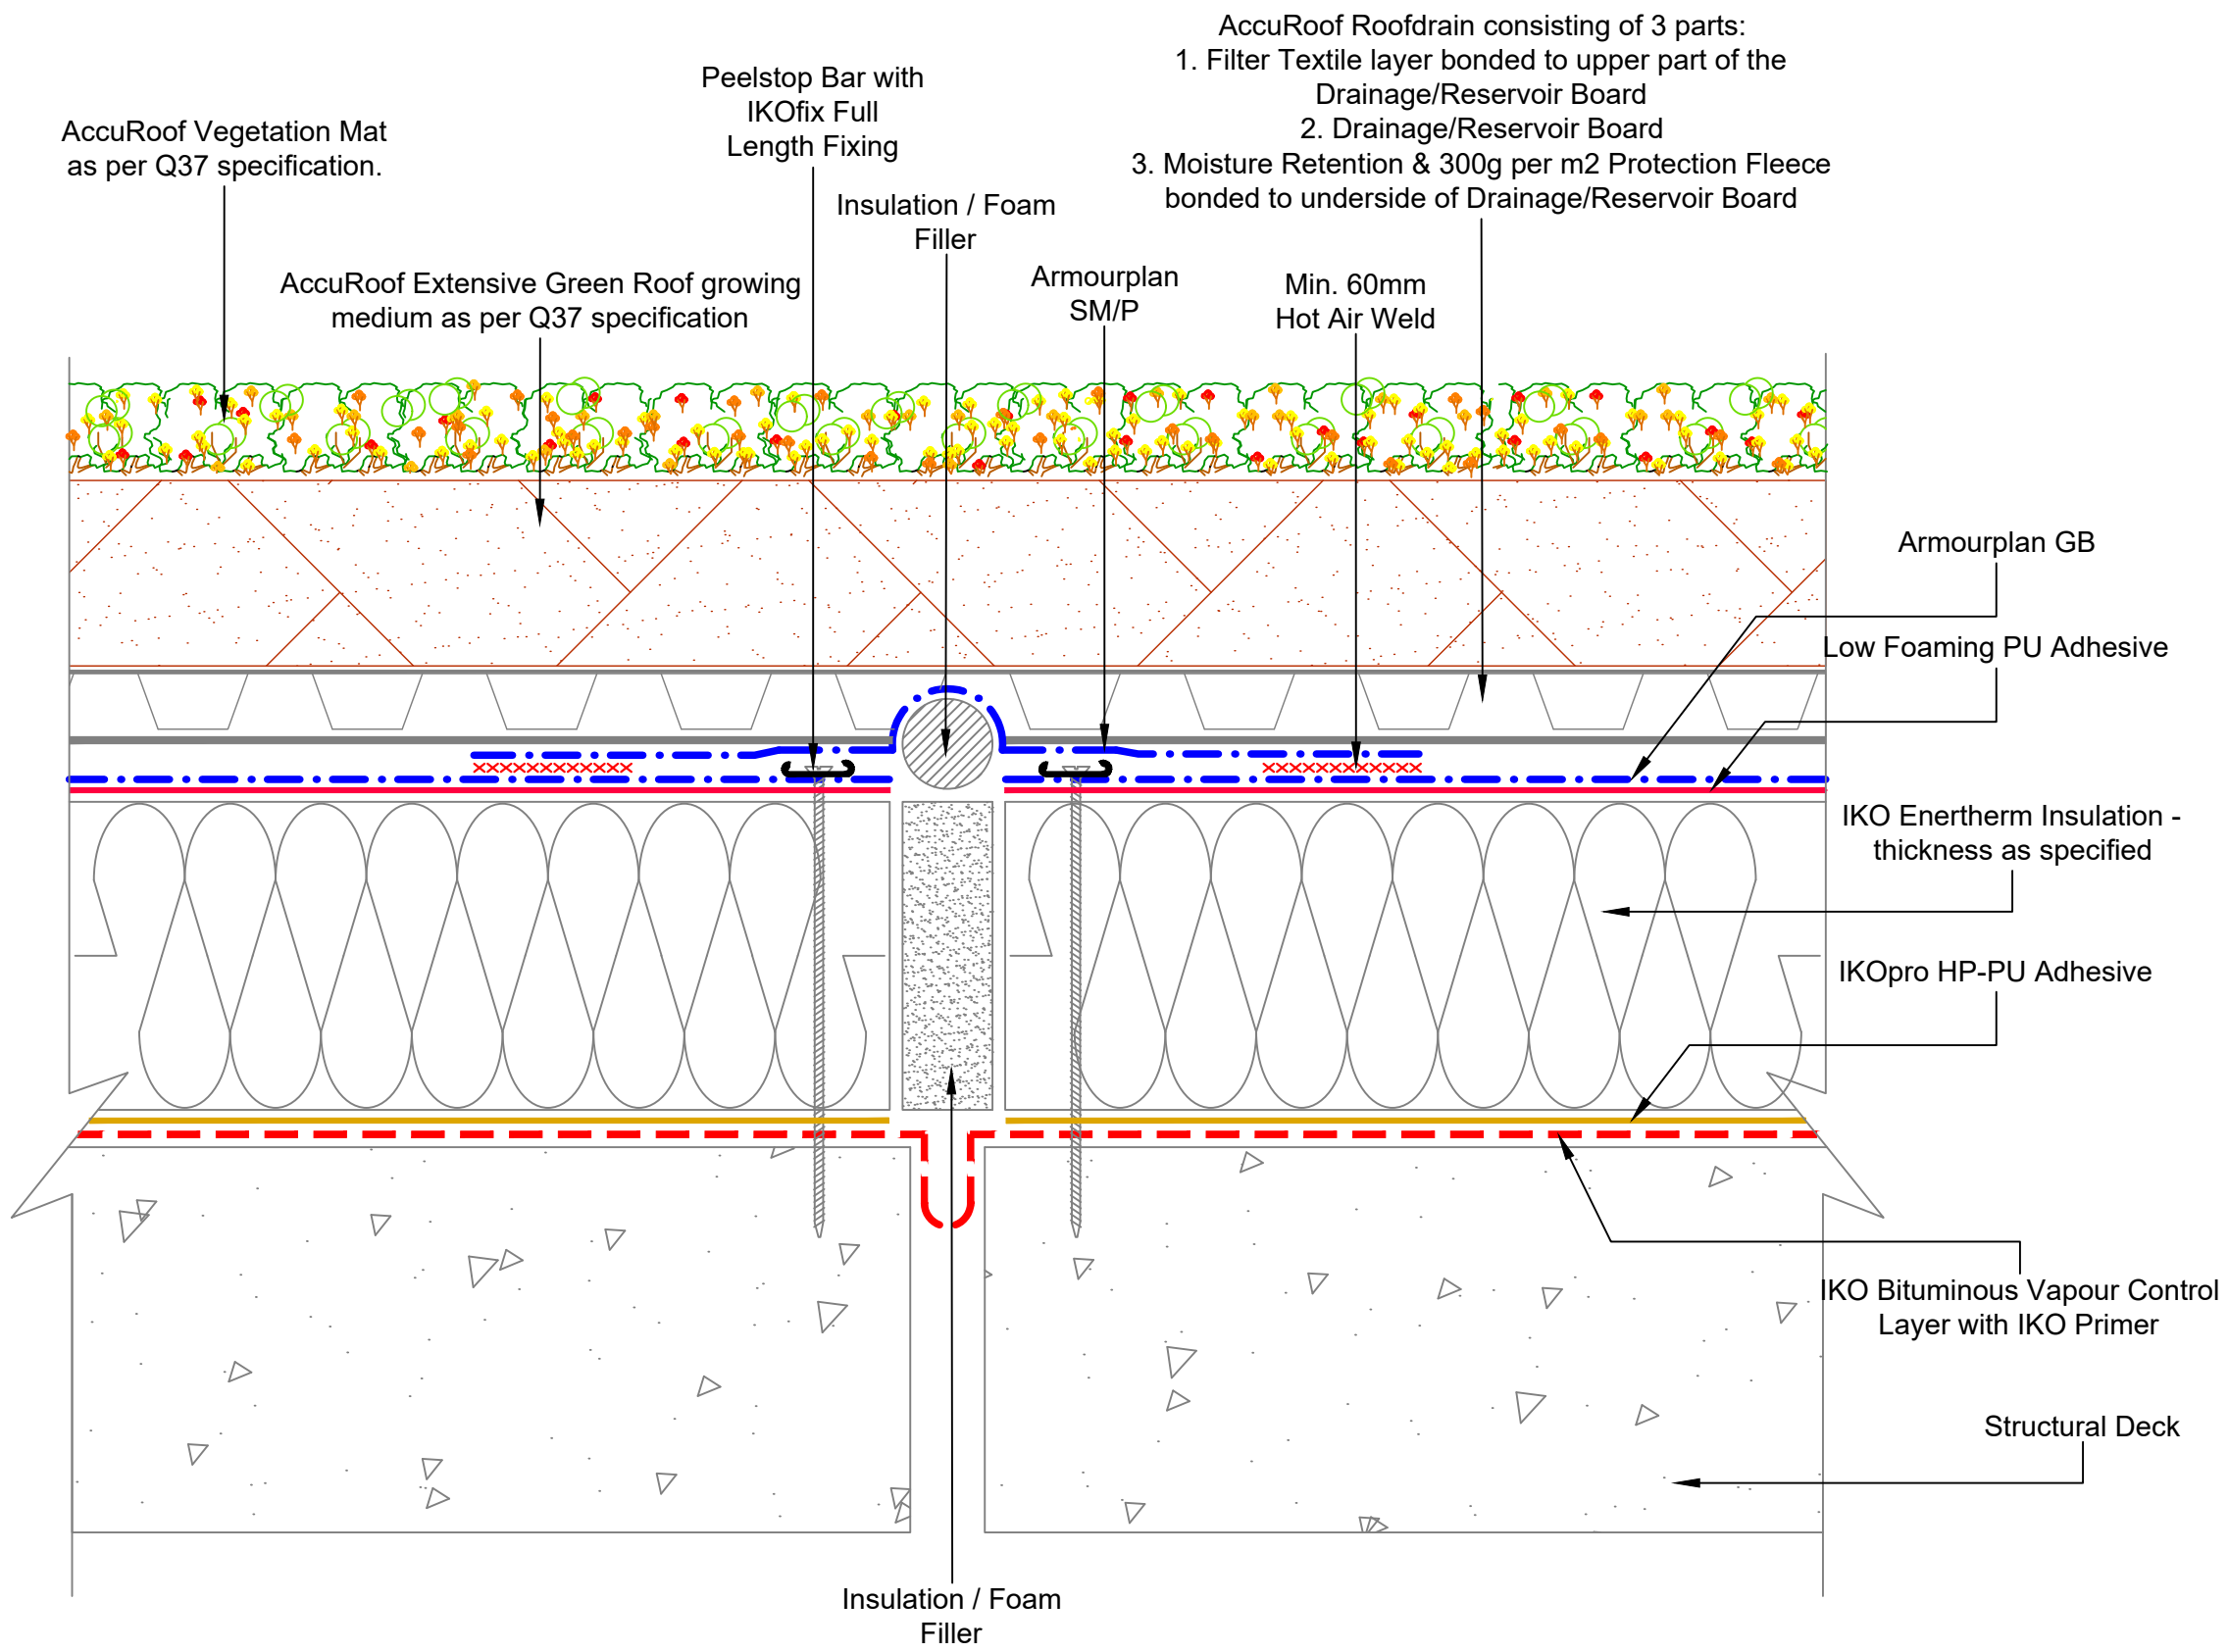 AccuRoof Roofdrain consisting of 3 parts:
1. Filter Textile layer bonded to upper part of the
Drainage/Reservoir Board
2. Drainage/Reservoir Board
3. Moisture Retention & 300g per m2 Protection Fleece
bonded to underside of Drainage/Reservoir Board
Peelstop Bar with
IKOfix Full
Length Fixing
AccuRoof Vegetation Mat
as per Q37 specification.
Insulation / Foam
Filler
AccuRoof Extensive Green Roof growing
medium as per Q37 specification
Armourplan
SM/P
Min. 60mm
Hot Air Weld
Armourplan GB
Low Foaming PU Adhesive
IKO Enertherm Insulation -
thickness as specified
IKOpro HP-PU Adhesive
IKO Bituminous Vapour Control
Layer with IKO Primer
Structural Deck
Insulation / Foam
Filler